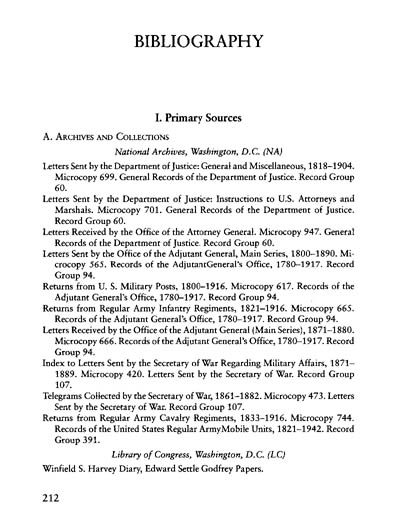 BIBLIOGRAPHY
I. Primary Sources
A. ARCHIVES AND COLLECTIONS
National Archives, Washington, D.C. (NA)
Letters Sent by the Department of Justice: General and Miscellaneous, 1818–1904.
Microcopy 699. General Records of the Department of Justice. Record Group
60.
Letters Sent by the Department of Justice: Instructions to U.S. Attorneys and
Marshals. Microcopy 701. General Records of the Department of Justice.
Record Group 60.
Letters Received by the Office of the Attorney General. Microcopy 947. General
Records of the Department of Justice. Record Group 60.
Letters Sent by the Office of the Adjutant General, Main Series, 1800–1890. Mi-
crocopy 565. Records of the AdjutantGeneral's Office, 1780–1917. Record
Group 94.
Returns from U. S. Military Posts, 1800–1916. Microcopy 617. Records of the
Adjutant General's Office, 1780–1917. Record Group 94.
Returns from Regular Army Infantry Regiments, 1821–1916. Microcopy 665.
Records of the Adjutant General's Office, 1780–1917. Record Group 94.
Letters Received by the Office of the Adjutant General (Main Series), 1871–1880.
Microcopy 666. Records of the Adjutant General's Office, 1780–1917. Record
Group 94.
Index to Letters Sent by the Secretary of War Regarding Military Affairs, 1871–
1889. Microcopy 420. Letters Sent by the Secretary of War. Record Group
107.
Telegrams Collected by the Secretary of War, 1861–1882. Microcopy 473. Letters
Sent by the Secretary of War. Record Group 107.
Returns from Regular Army Cavalry Regiments, 1833–1916. Microcopy 744.
Records of the United States Regular ArmyMobile Units, 1821–1942. Record
Group 391.
Library of Congress, Washington, D.C. (LC)
Winfield S. Harvey Diary, Edward Settle Godfrey Papers.
212